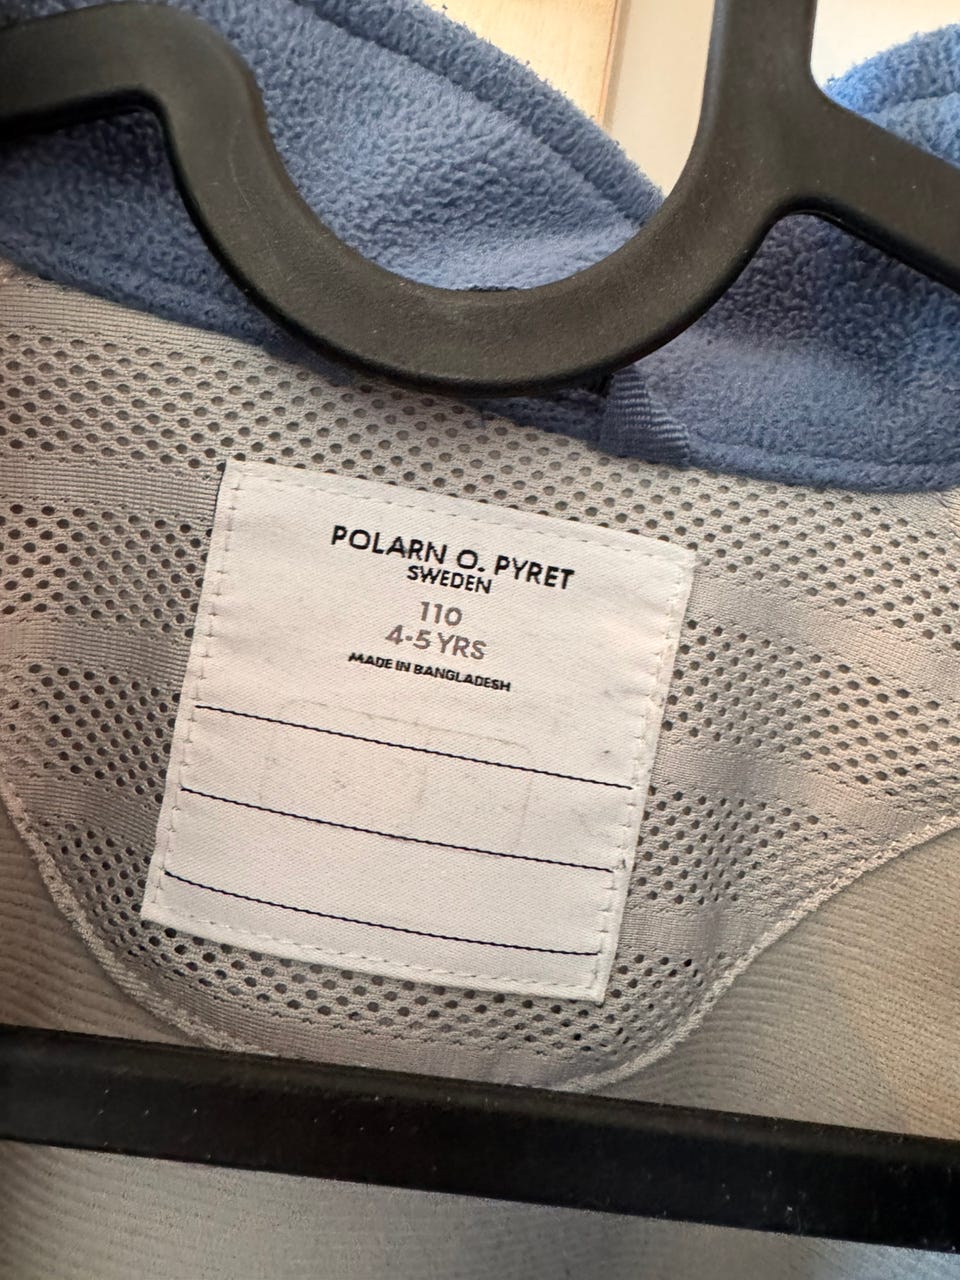 POLARN O. PYRET
SWEDEN
110
4-5 YRS
MADE IN BANGLADESH